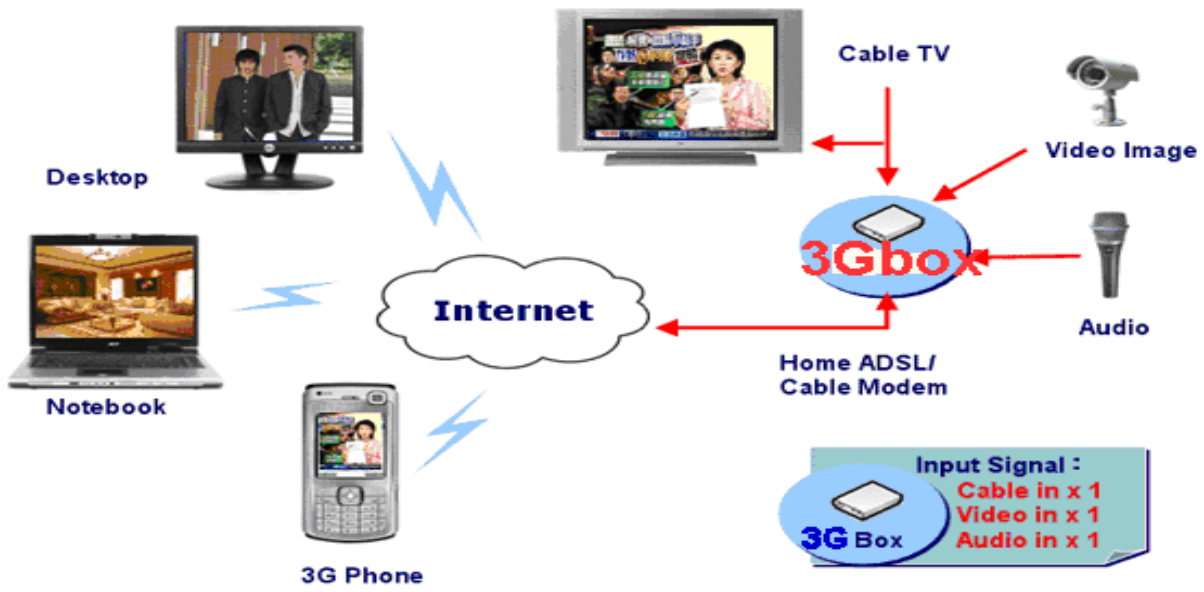 Cable TV
Video Image
Desktop
3Gbox
Internet
Audio
Home ADSL/
Cable Modem
Notebook
Input Signal：
Cable in x 1
Video in x 1
Audio in x 1
3G Box
3G Phone